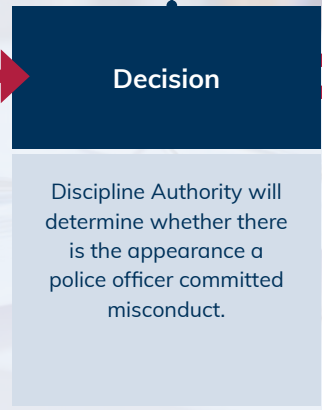 Decision
Discipline Authority will
determine whether there
is the appearance a
police officer committed
misconduct.